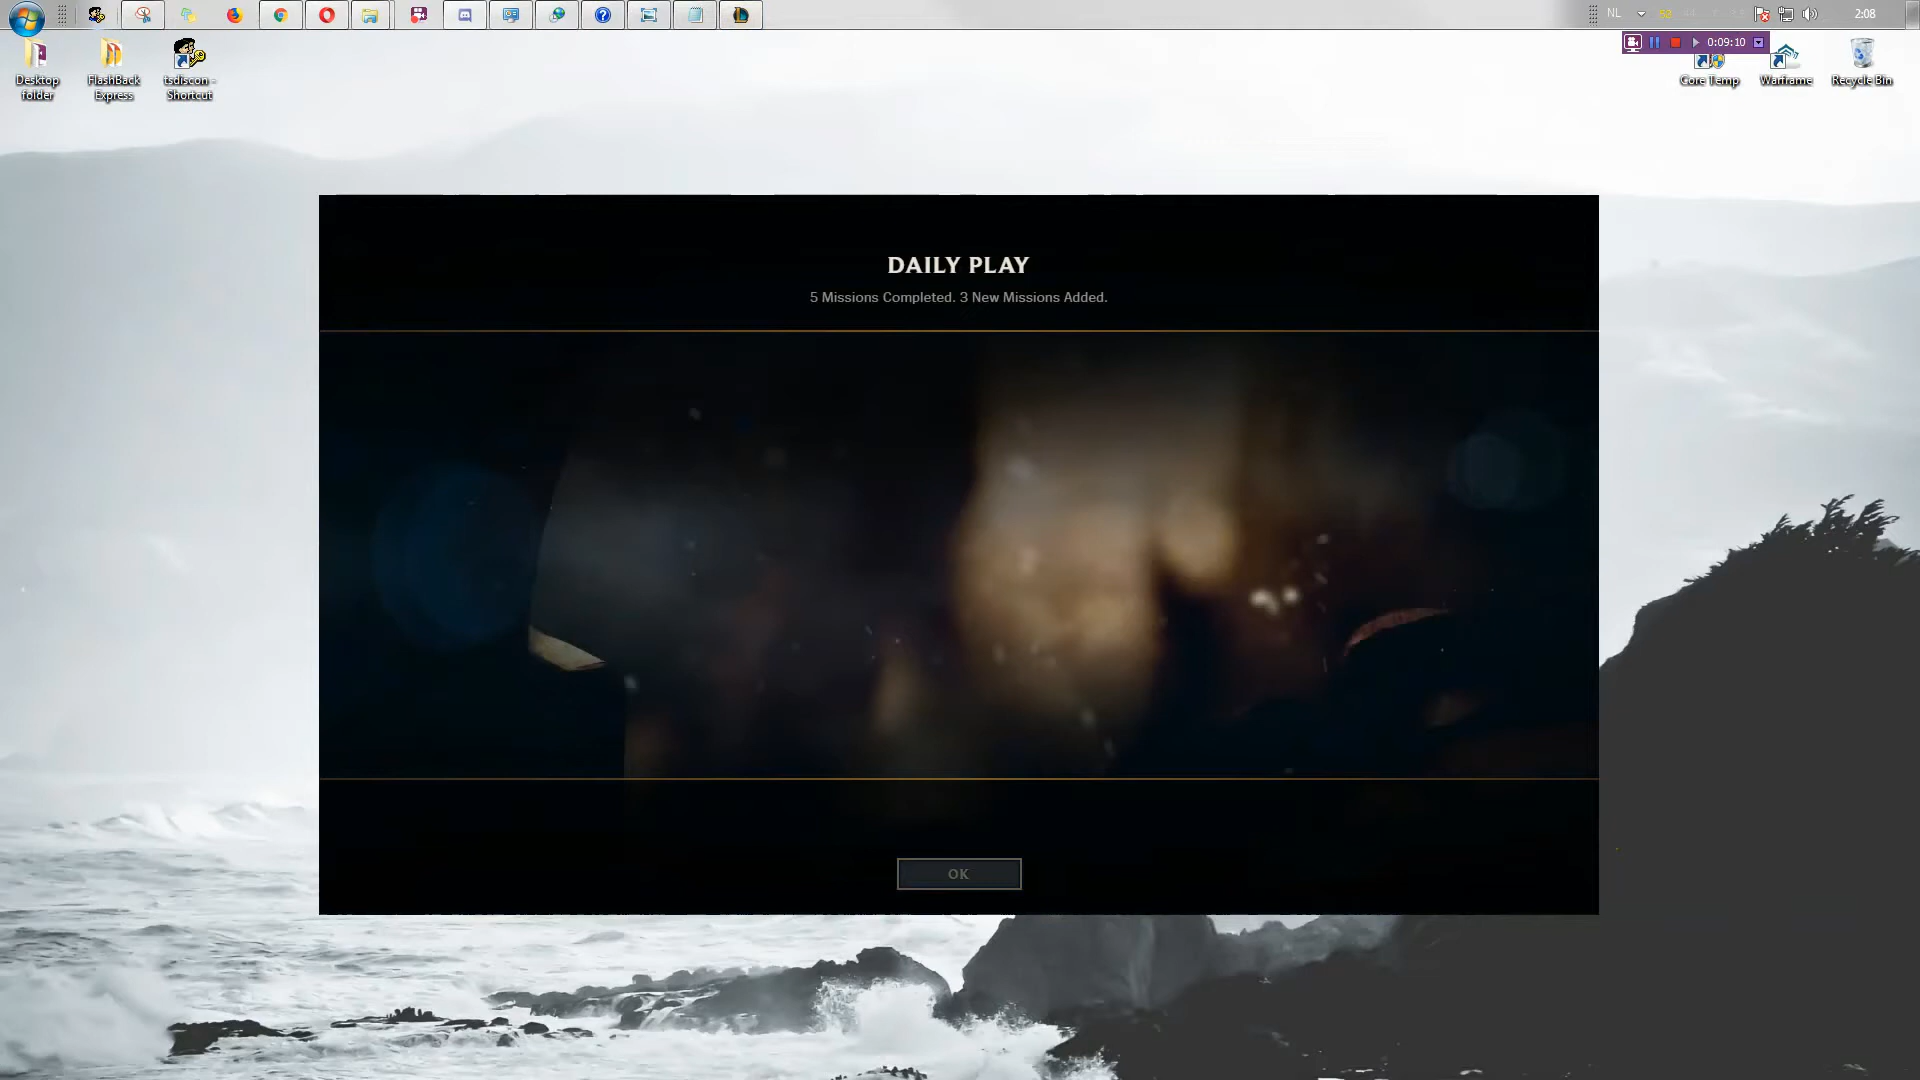 NL
52
2:08
0:09:10
Desktop folder
FlashBack Express
tsdiscon - Shortcut
Core Temp
Warframe
Recycle Bin
DAILY PLAY
5 Missions Completed. 3 New Missions Added.
OK